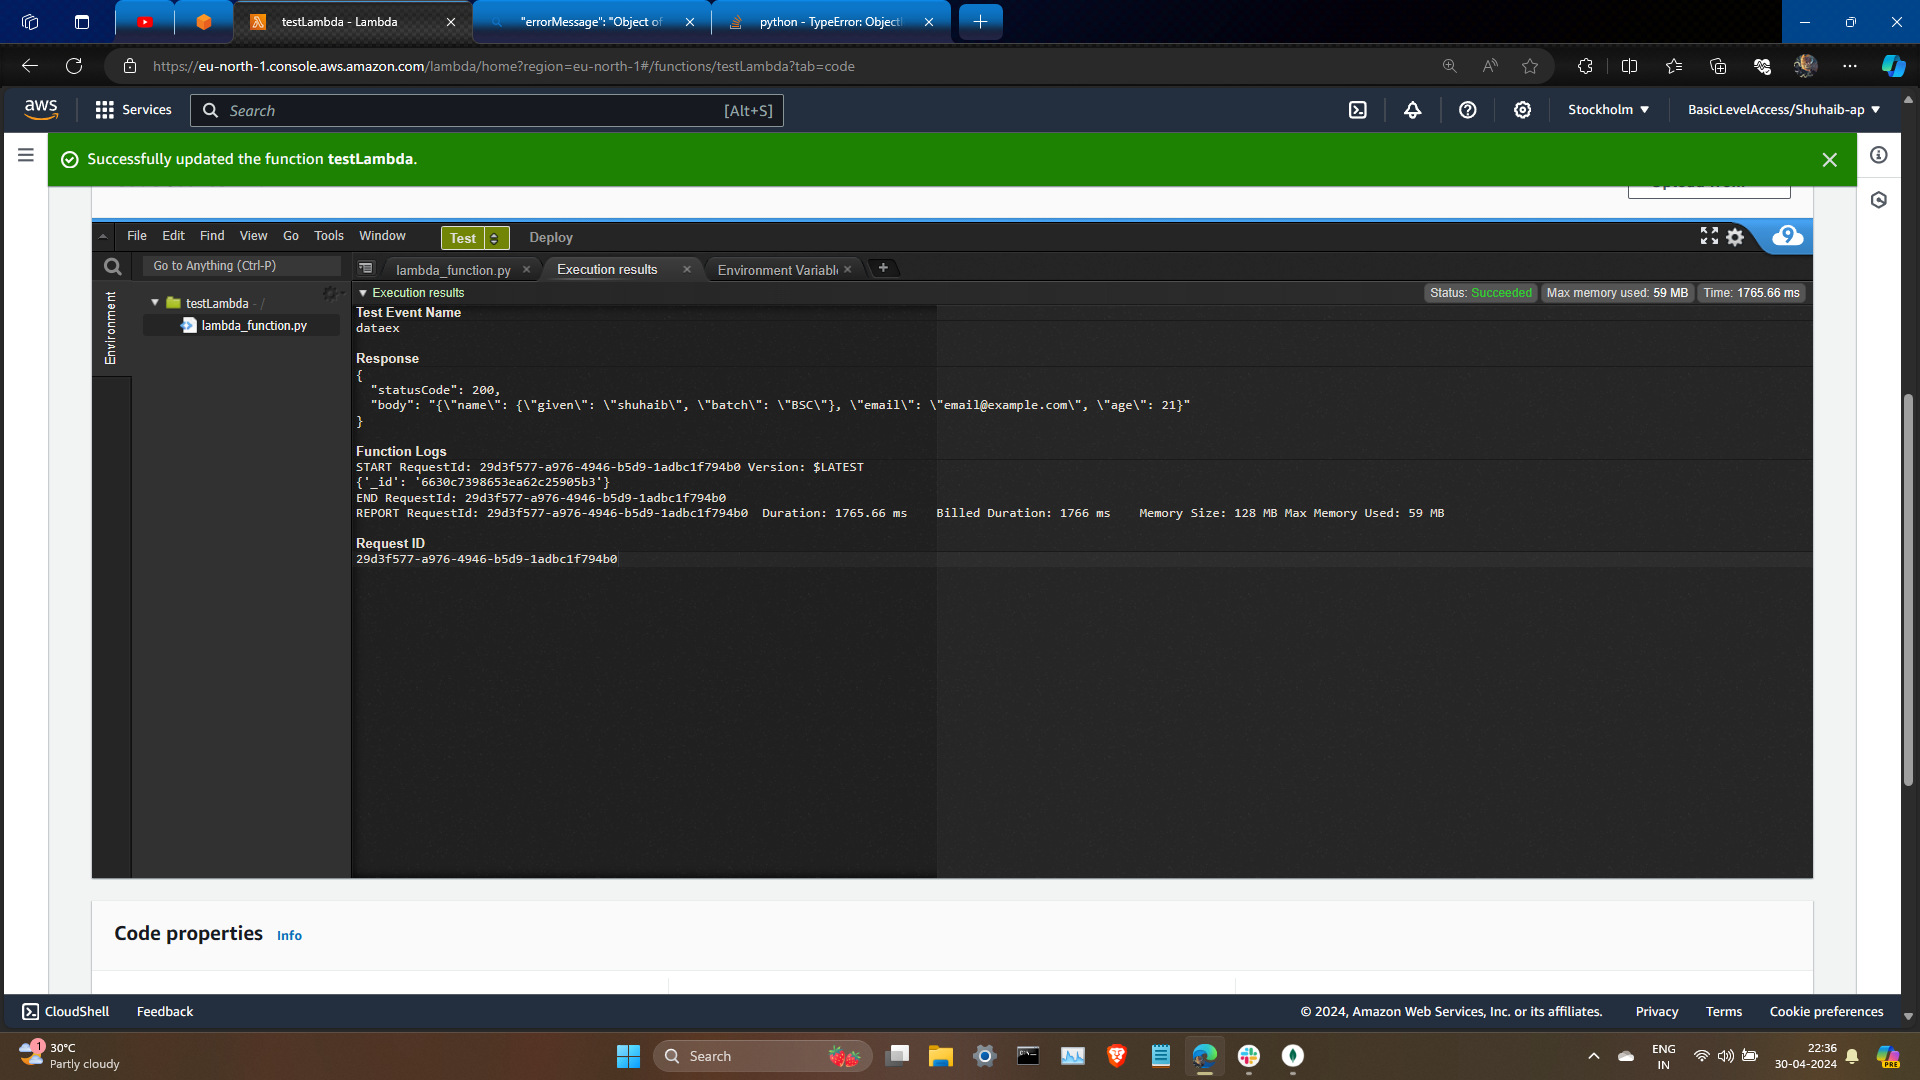 testLambda - Lambda
"errorMessage": "Object of
python - TypeError: Object
https://eu-north-1.console.aws.amazon.com/lambda/home?region=eu-north-1#/functions/testLambda?tab=code
aws
Services
Search
[Alt+S]
Stockholm
BasicLevelAccess/Shuhaib-ap
Successfully updated the function testLambda.
File
Edit
Find
View
Go
Tools
Window
Test
Deploy
9
Go to Anything (Ctrl-P)
lambda_function.py
Execution results
Environment Variabl
Environment
testLambda - /
lambda_function.py
Execution results
Status: Succeeded
Max memory used: 59 MB
Time: 1765.66 ms
Test Event Name
dataex
Response
{
"statusCode": 200,
"body": "{\"name\": {\"given\": \"shuhaib\", \"batch\": \"BSC\"}, \"email\": \"email@example.com\", \"age\": 21}"
}
Function Logs
START RequestId: 29d3f577-a976-4946-b5d9-1adbc1f794b0 Version: $LATEST
{'_id': '6630c7398653ea62c25905b3'}
END RequestId: 29d3f577-a976-4946-b5d9-1adbc1f794b0
REPORT RequestId: 29d3f577-a976-4946-b5d9-1adbc1f794b0 Duration: 1765.66 ms Billed Duration: 1766 ms Memory Size: 128 MB Max Memory Used: 59 MB
Request ID
29d3f577-a976-4946-b5d9-1adbc1f794b0
Code properties
Info
CloudShell
Feedback
© 2024, Amazon Web Services, Inc. or its affiliates.
Privacy
Terms
Cookie preferences
1
30°C
Partly cloudy
Search
ENG
IN
22:36
30-04-2024
PRE